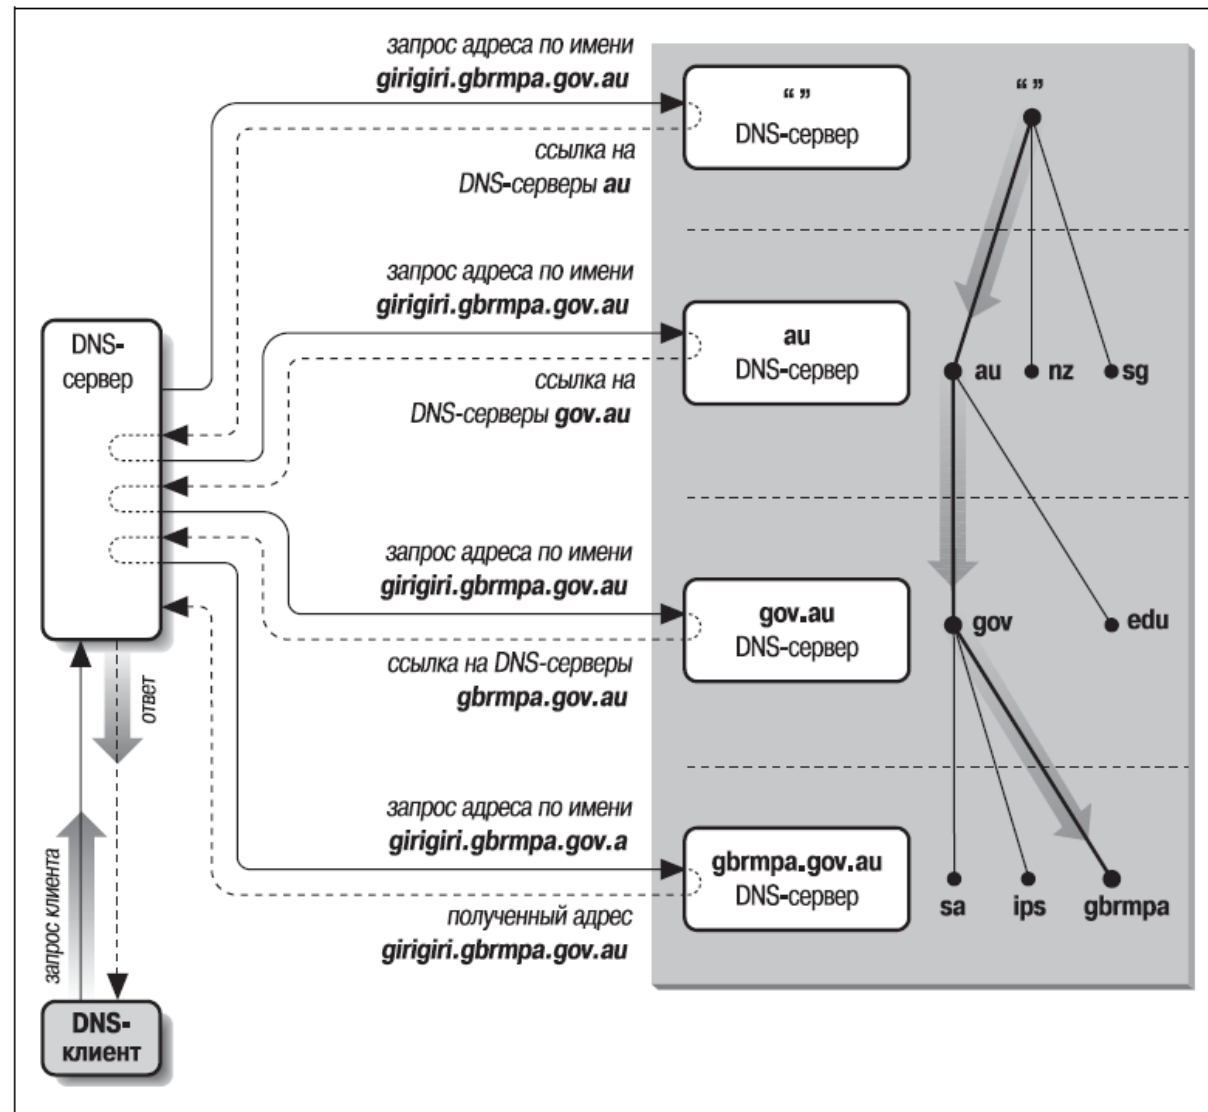 запрос адреса по имени
girigiri.gbrmpa.gov.au
“ ”
DNS-сервер
“ ”
ссылка на
DNS-серверы au
запрос адреса по имени
girigiri.gbrmpa.gov.au
DNS-
сервер
au
DNS-сервер
au
nz
sg
ссылка на
DNS-серверы gov.au
запрос адреса по имени
girigiri.gbrmpa.gov.au
gov.au
DNS-сервер
gov
edu
ссылка на DNS-серверы
gbrmpa.gov.au
ответ
запрос адреса по имени
girigiri.gbrmpa.gov.a
gbrmpa.gov.au
DNS-сервер
sa
ips
gbrmpa
полученный адрес
girigiri.gbrmpa.gov.au
запрос клиента
DNS-
клиент